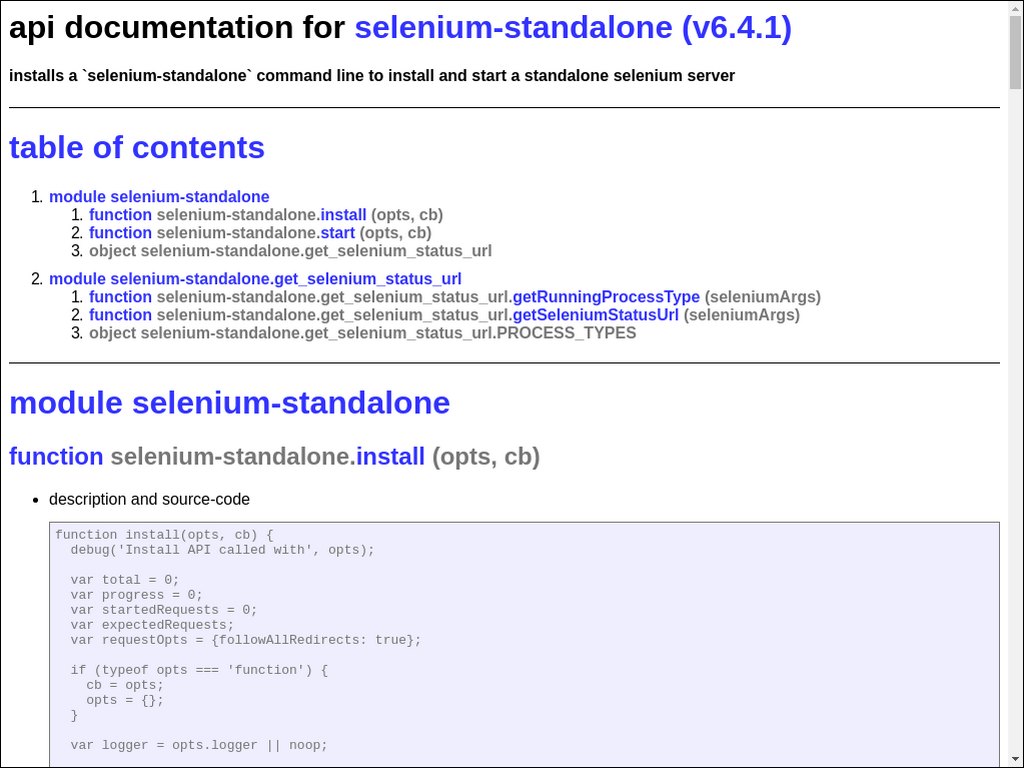 api documentation for selenium-standalone (v6.4.1)
installs a `selenium-standalone` command line to install and start a standalone selenium server
table of contents
1. module selenium-standalone
1. function selenium-standalone.install (opts, cb)
2. function selenium-standalone.start (opts, cb)
3. object selenium-standalone.get_selenium_status_url
2. module selenium-standalone.get_selenium_status_url
1. function selenium-standalone.get_selenium_status_url.getRunningProcessType (seleniumArgs)
2. function selenium-standalone.get_selenium_status_url.getSeleniumStatusUrl (seleniumArgs)
3. object selenium-standalone.get_selenium_status_url.PROCESS_TYPES
module selenium-standalone
function selenium-standalone.install (opts, cb)
• description and source-code
function install(opts, cb) {
  debug('Install API called with', opts);
  var total = 0;
  var progress = 0;
  var startedRequests = 0;
  var expectedRequests;
  var requestOpts = {followAllRedirects: true};
  if (typeof opts === 'function') {
    cb = opts;
    opts = {};
  }
  var logger = opts.logger || noop;